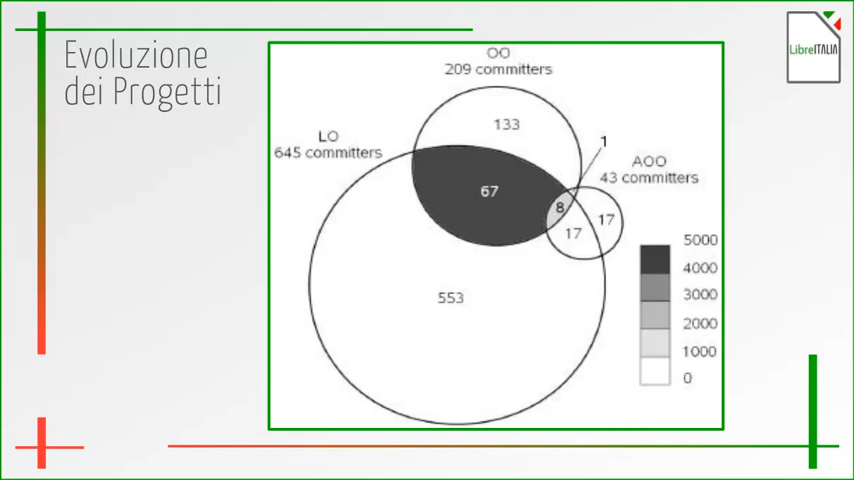 Evoluzione
dei Progetti
LibreITALIA
OO
209 committers
133
1
LO
645 committers
AOO
43 committers
67
8
17
17
553
5000
4000
3000
2000
1000
0